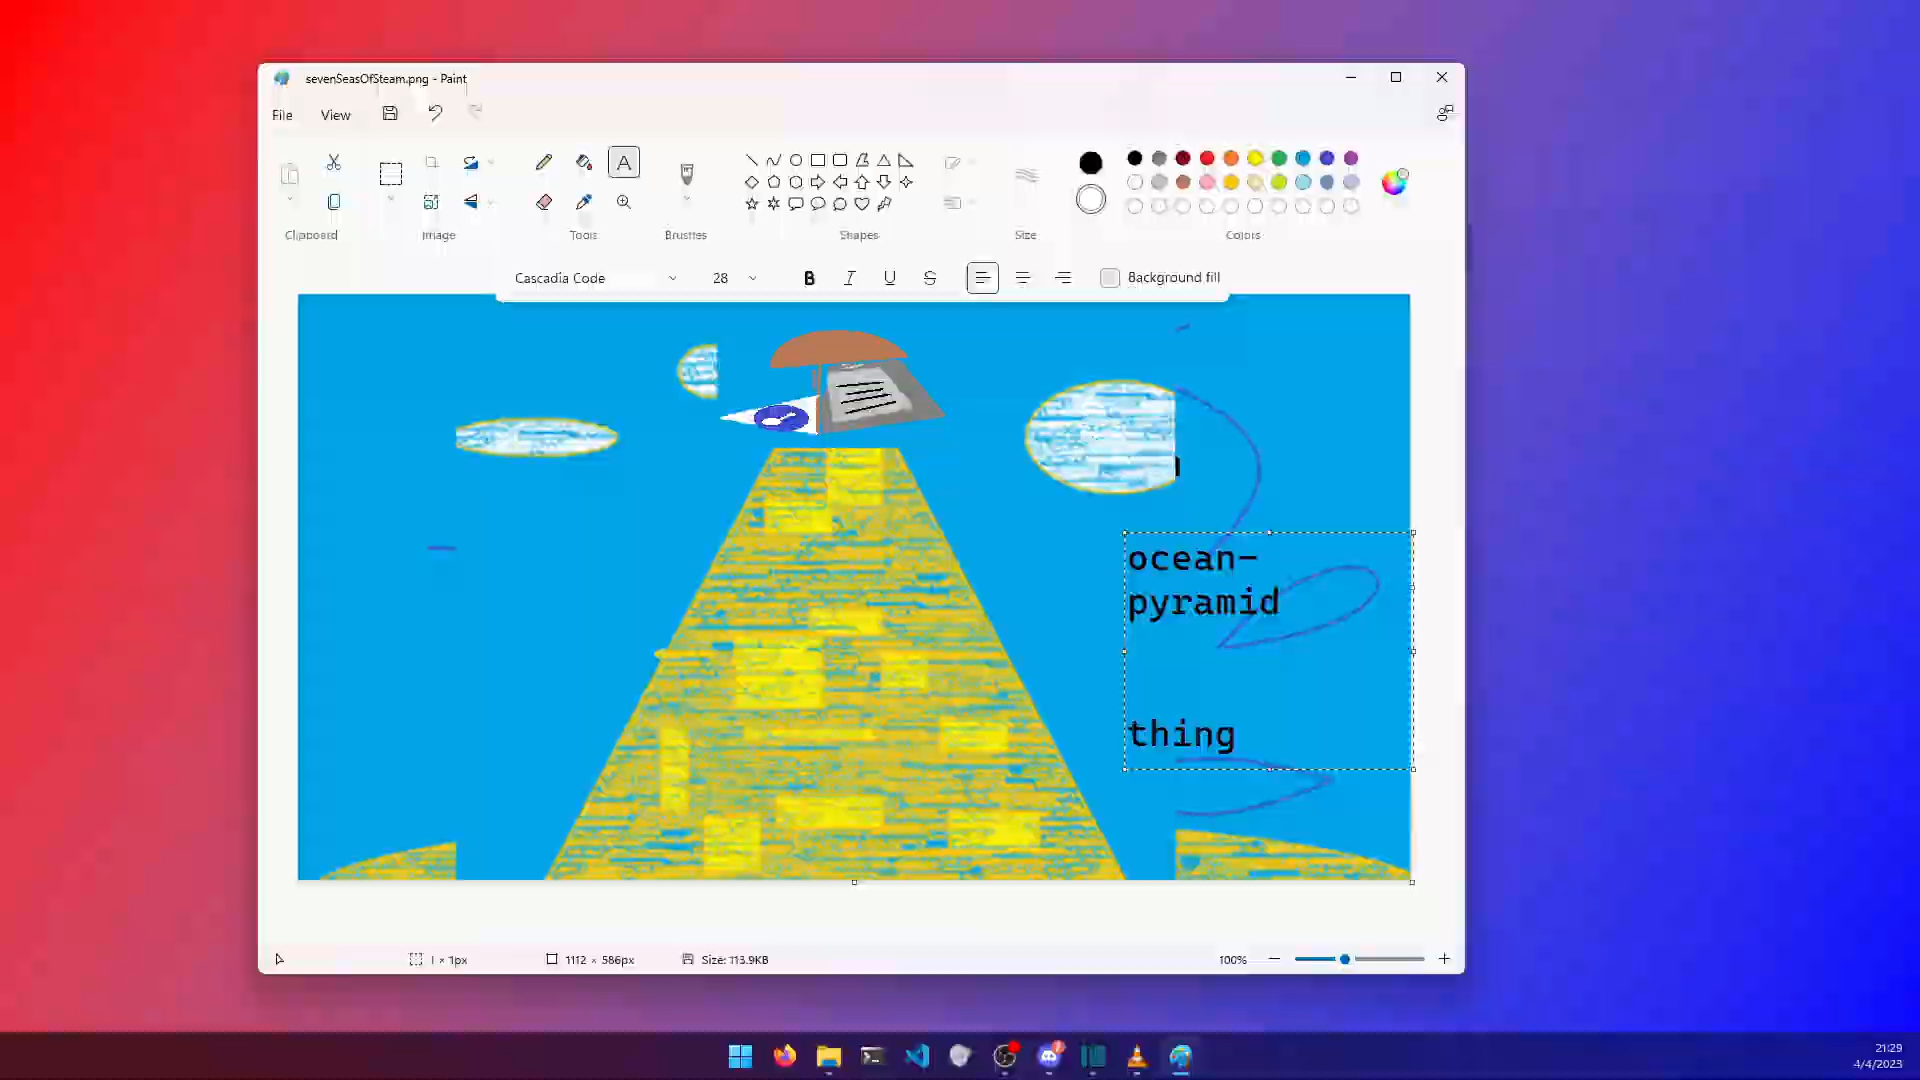 sevenSeasOfSteam.png - Paint
File
View
Clipboard
Image
Tools
Brushes
Shapes
Size
Colors
Cascadia Code
28
B
I
U
S
Background fill
ocean-
pyramid
thing
1 × 1px
1112 × 586px
Size: 113.9KB
100%
21:29
4/4/2023